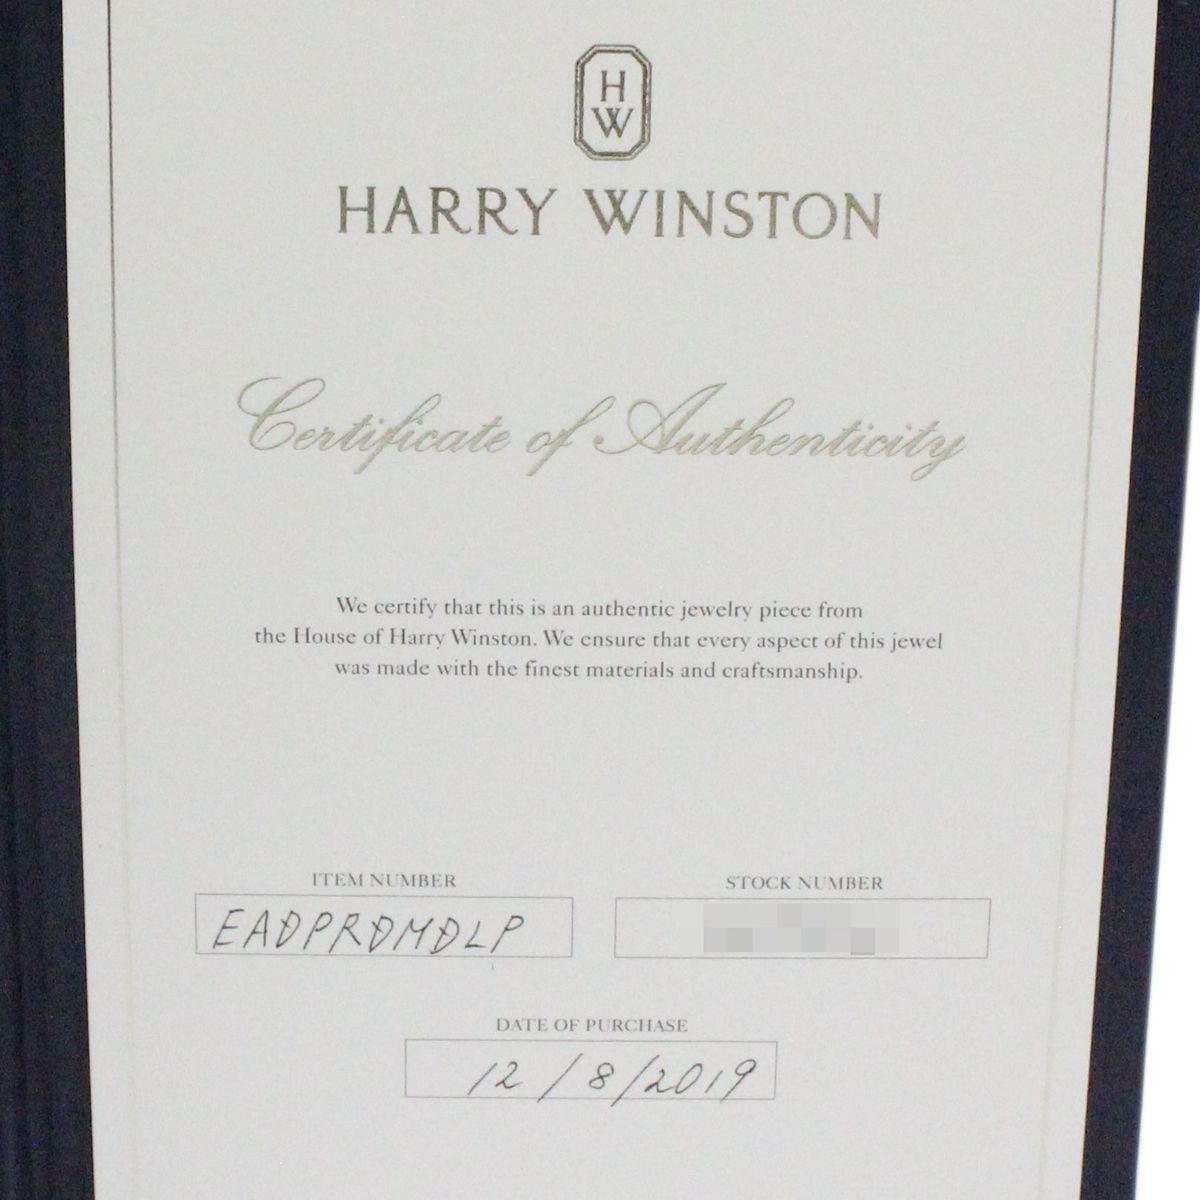 H
W
HARRY WINSTON
Certificate of Authenticity
We certify that this is an authentic jewelry piece from
the House of Harry Winston. We ensure that every aspect of this jewel
was made with the finest materials and craftsmanship.
ITEM NUMBER
EADPRDMDLP
STOCK NUMBER
DATE OF PURCHASE
12/8/2019